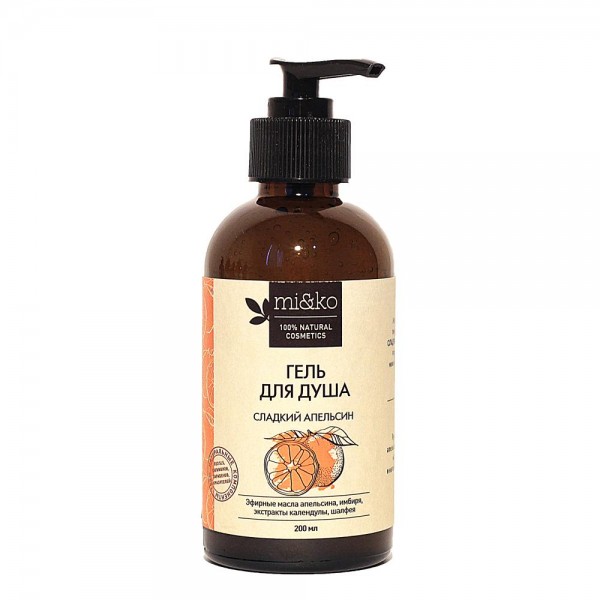 mi&ko
100% NATURAL
COSMETICS
ГЕЛЬ
ДЛЯ ДУША
СЛАДКИЙ АПЕЛЬСИН
Эфирные масла апельсина, имбиря,
экстракты календулы, шалфея
200 мл